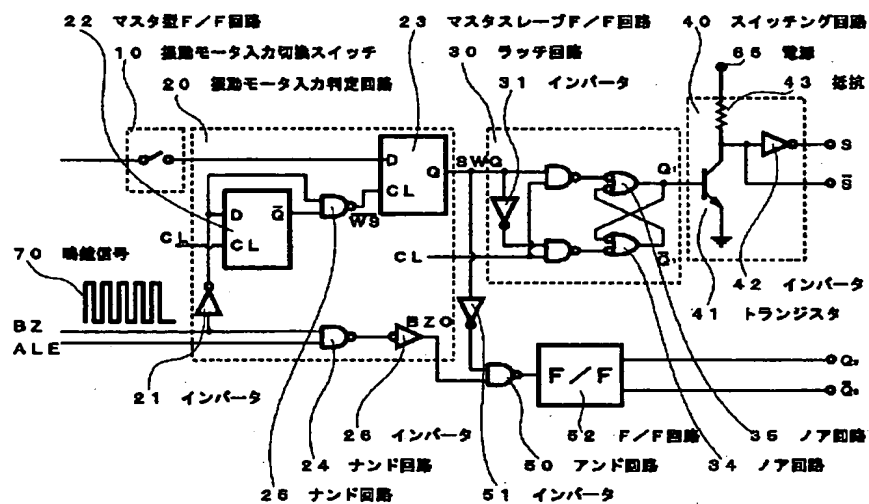 22 マスタ型F/F回路
23 マスタスレーブF/F回路
40 スイッチング回路
10 振動モータ入力切換スイッチ
30 ラッチ回路
65 電源
20 振動モータ入力判定回路
31 インバータ
43 抵抗
D
Q
CL
SWQ
Q₁
S
S̄
D
Q̄
CL
W̄S̄
CL
CL
Q̄₁
70 鳴鐘信号
42 インバータ
41 トランジスタ
BZ
ALE
BZO
F/F
Q₂
Q̄₂
21 インバータ
26 インバータ
52 F/F回路
35 ノア回路
24 ナンド回路
50 アンド回路
34 ノア回路
26 ナンド回路
51 インバータ